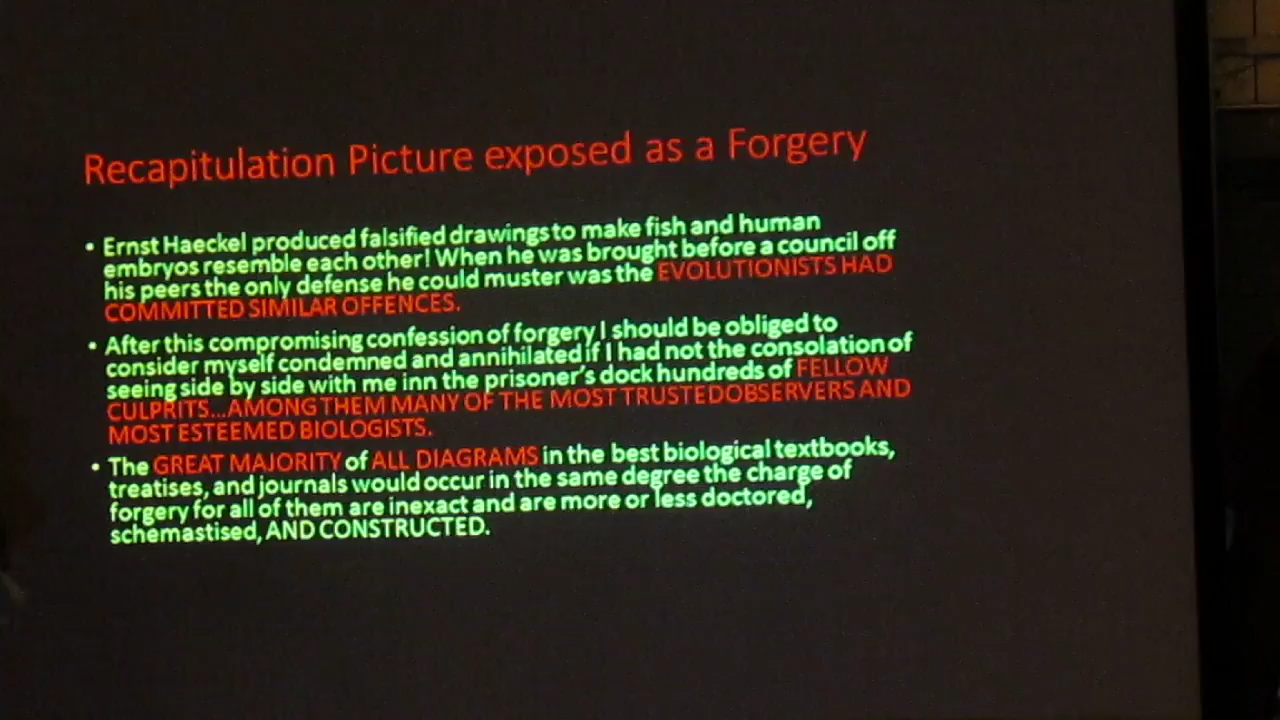 Recapitulation Picture exposed as a Forgery
• Ernst Haeckel produced falsified drawings to make fish and human
embryos resemble each other! When he was brought before a council off
his peers the only defense he could muster was the EVOLUTIONISTS HAD
COMMITTED SIMILAR OFFENCES.
• After this compromising confession of forgery I should be obliged to
consider myself condemned and annihilated if I had not the consolation of
seeing side by side with me inn the prisoner's dock hundreds of FELLOW
CULPRITS...AMONG THEM MANY OF THE MOST TRUSTEDOBSERVERS AND
MOST ESTEEMED BIOLOGISTS.
• The GREAT MAJORITY of ALL DIAGRAMS in the best biological textbooks,
treatises, and journals would occur in the same degree the charge of
forgery for all of them are inexact and are more or less doctored,
schemastised, AND CONSTRUCTED.